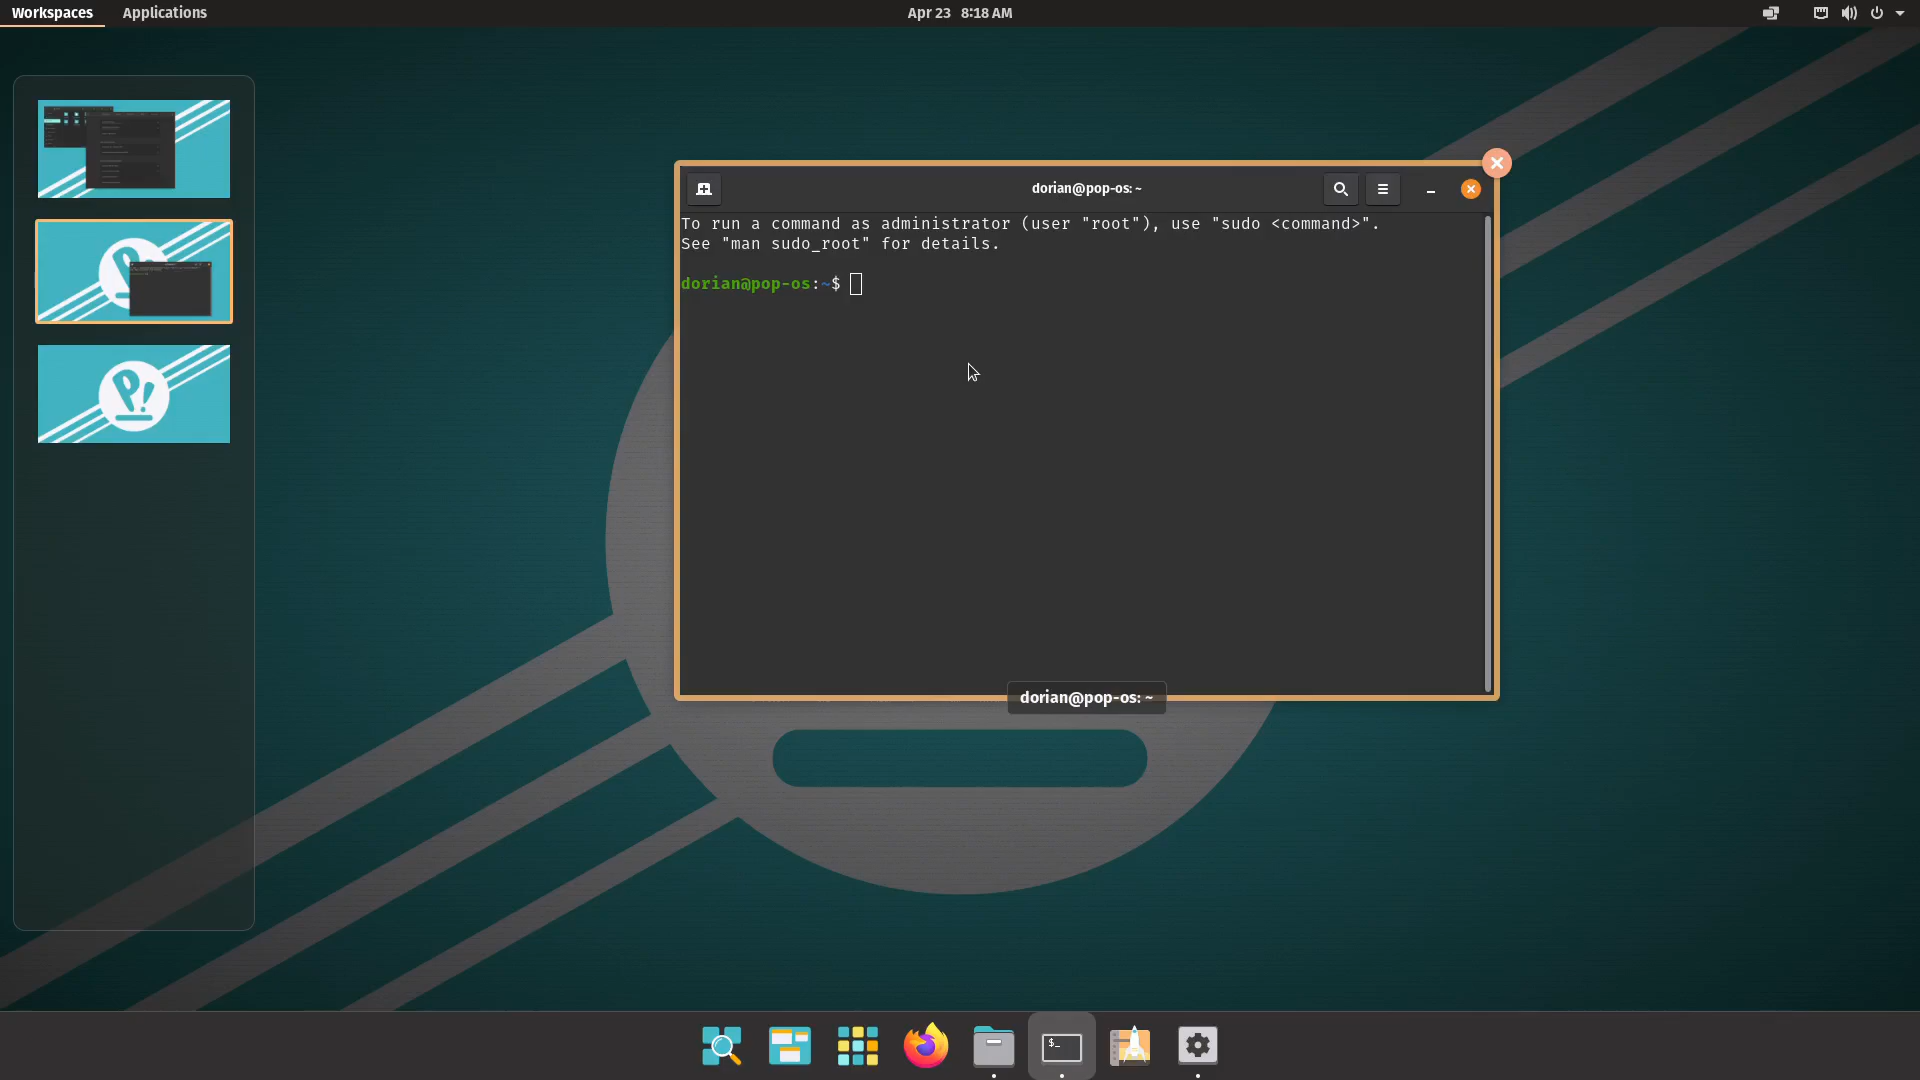 Workspaces Applications Apr 23 8:18 AM
dorian@pop-os: ~
To run a command as administrator (user "root"), use "sudo <command>".
See "man sudo_root" for details.
dorian@pop-os:~$
dorian@pop-os: ~
P!
$_